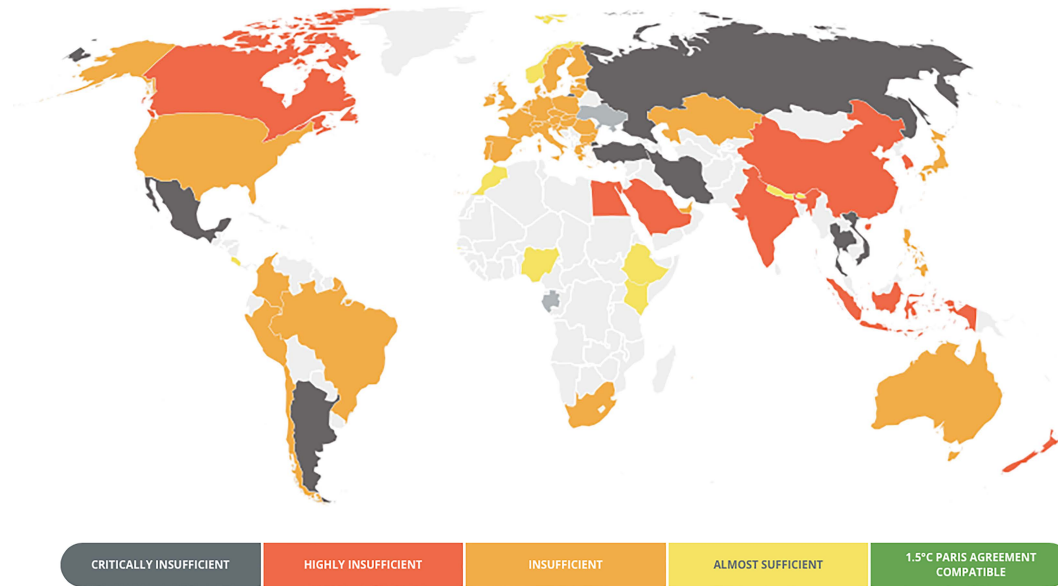 CRITICALLY INSUFFICIENT
HIGHLY INSUFFICIENT
INSUFFICIENT
ALMOST SUFFICIENT
1.5°C PARIS AGREEMENT
COMPATIBLE